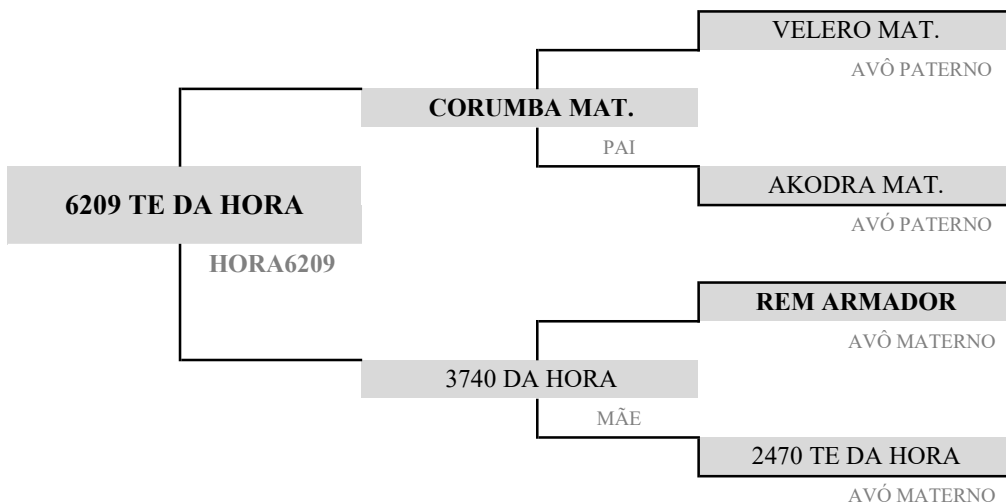 VELERO MAT.
AVÔ PATERNO
CORUMBA MAT.
PAI
AKODRA MAT.
6209 TE DA HORA
AVÓ PATERNO
HORA6209
REM ARMADOR
AVÔ MATERNO
3740 DA HORA
MÃE
2470 TE DA HORA
AVÓ MATERNO